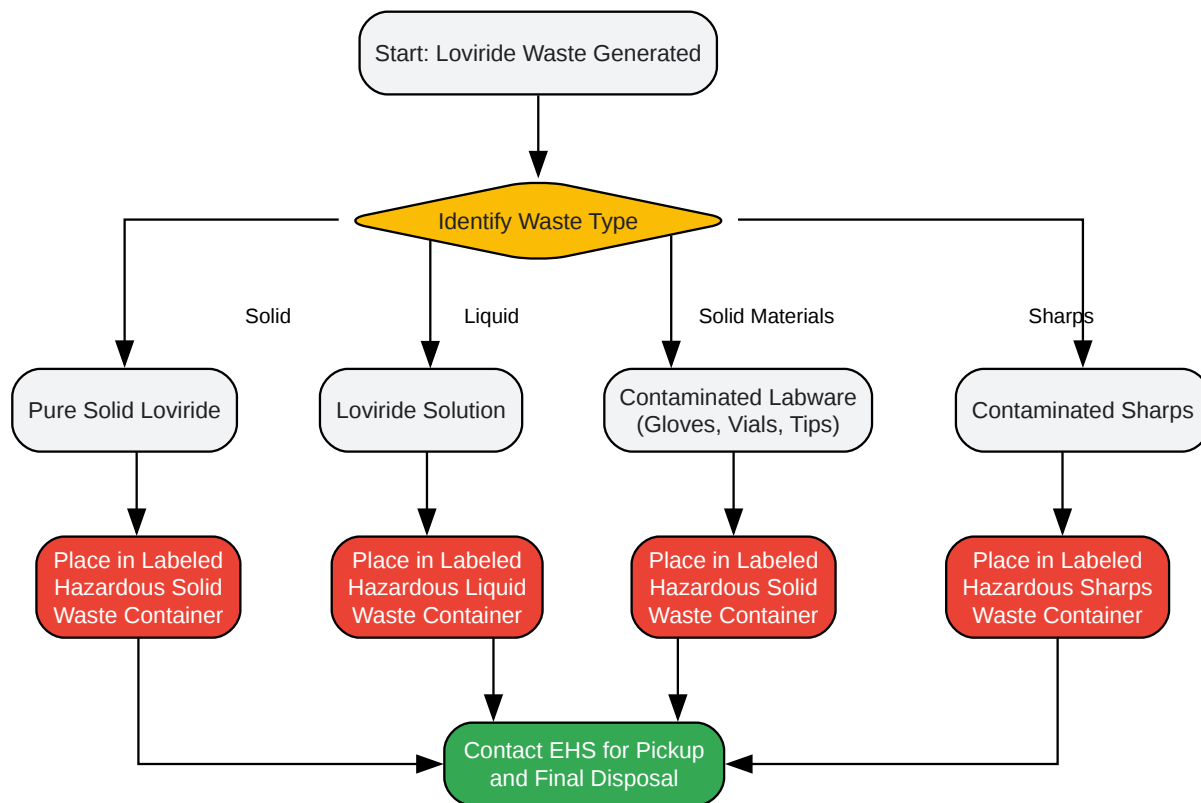 Start: Loviride Waste Generated
Identify Waste Type
Solid
Liquid
Solid Materials
Sharps
Pure Solid Loviride
Loviride Solution
Contaminated Labware
(Gloves, Vials, Tips)
Contaminated Sharps
Place in Labeled
Hazardous Solid
Waste Container
Place in Labeled
Hazardous Liquid
Waste Container
Place in Labeled
Hazardous Solid
Waste Container
Place in Labeled
Hazardous Sharps
Waste Container
Contact EHS for Pickup
and Final Disposal